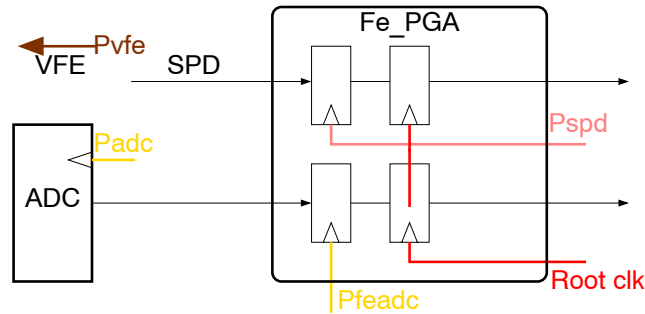 Fe_PGA
Pvfe
VFE
SPD
Pspd
Padc
ADC
Root clk
Pfeadc